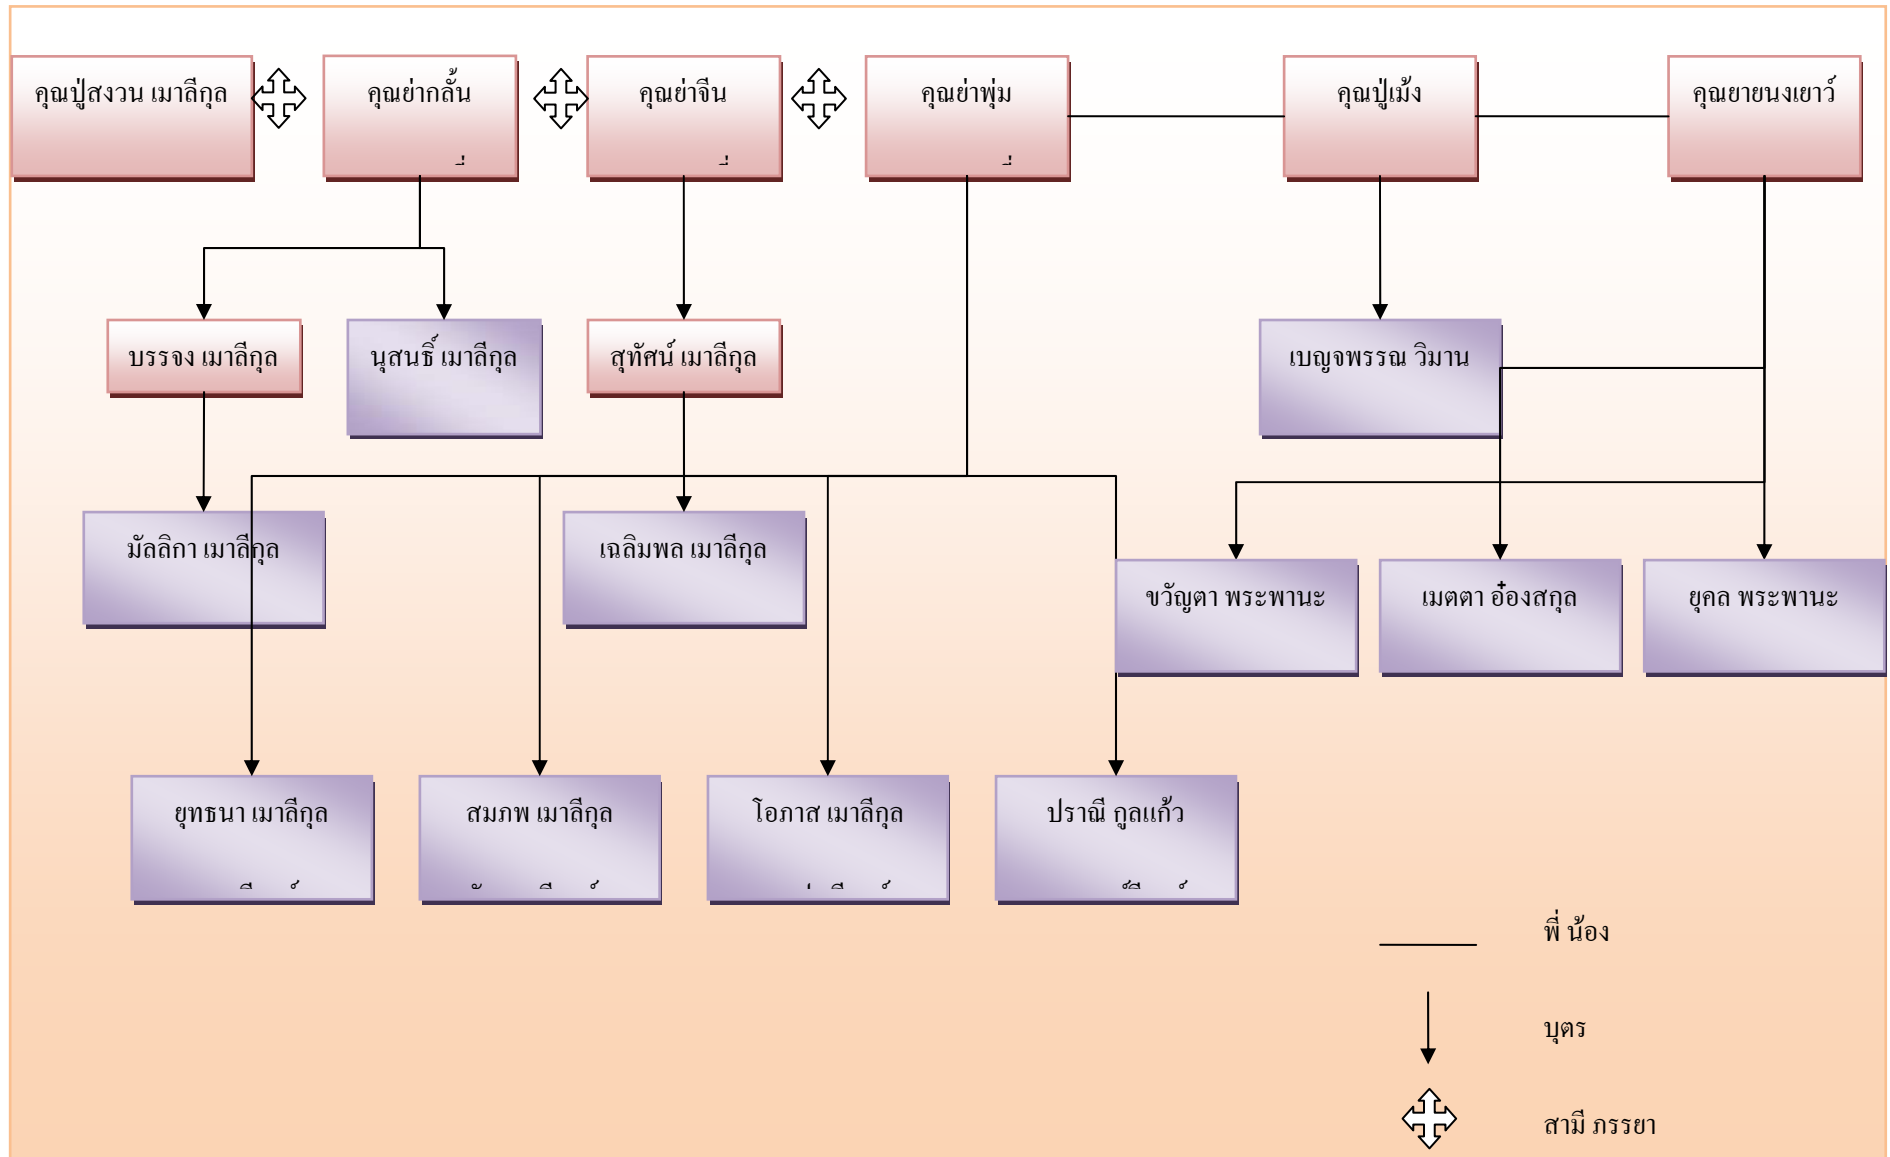 คุณปู่สงวน เมาลีกุล
คุณย่ากลั้น
คุณย่าจีน
คุณย่าพุ่ม
คุณปู่เม้ง
คุณยายนงเยาว์
บรรจง เมาลีกุล
นุสนธิ์ เมาลีกุล
สุทัศน์ เมาลีกุล
เบญจพรรณ วิมาน
มัลลิกา เมาลีกุล
เฉลิมพล เมาลีกุล
ขวัญตา พระพานะ
เมตตา อ๋องสกุล
ยุคล พระพานะ
ยุทธนา เมาลีกุล
สมภพ เมาลีกุล
โอภาส เมาลีกุล
ปราณี กูลแก้ว
พี่ น้อง
บุตร
สามี ภรรยา